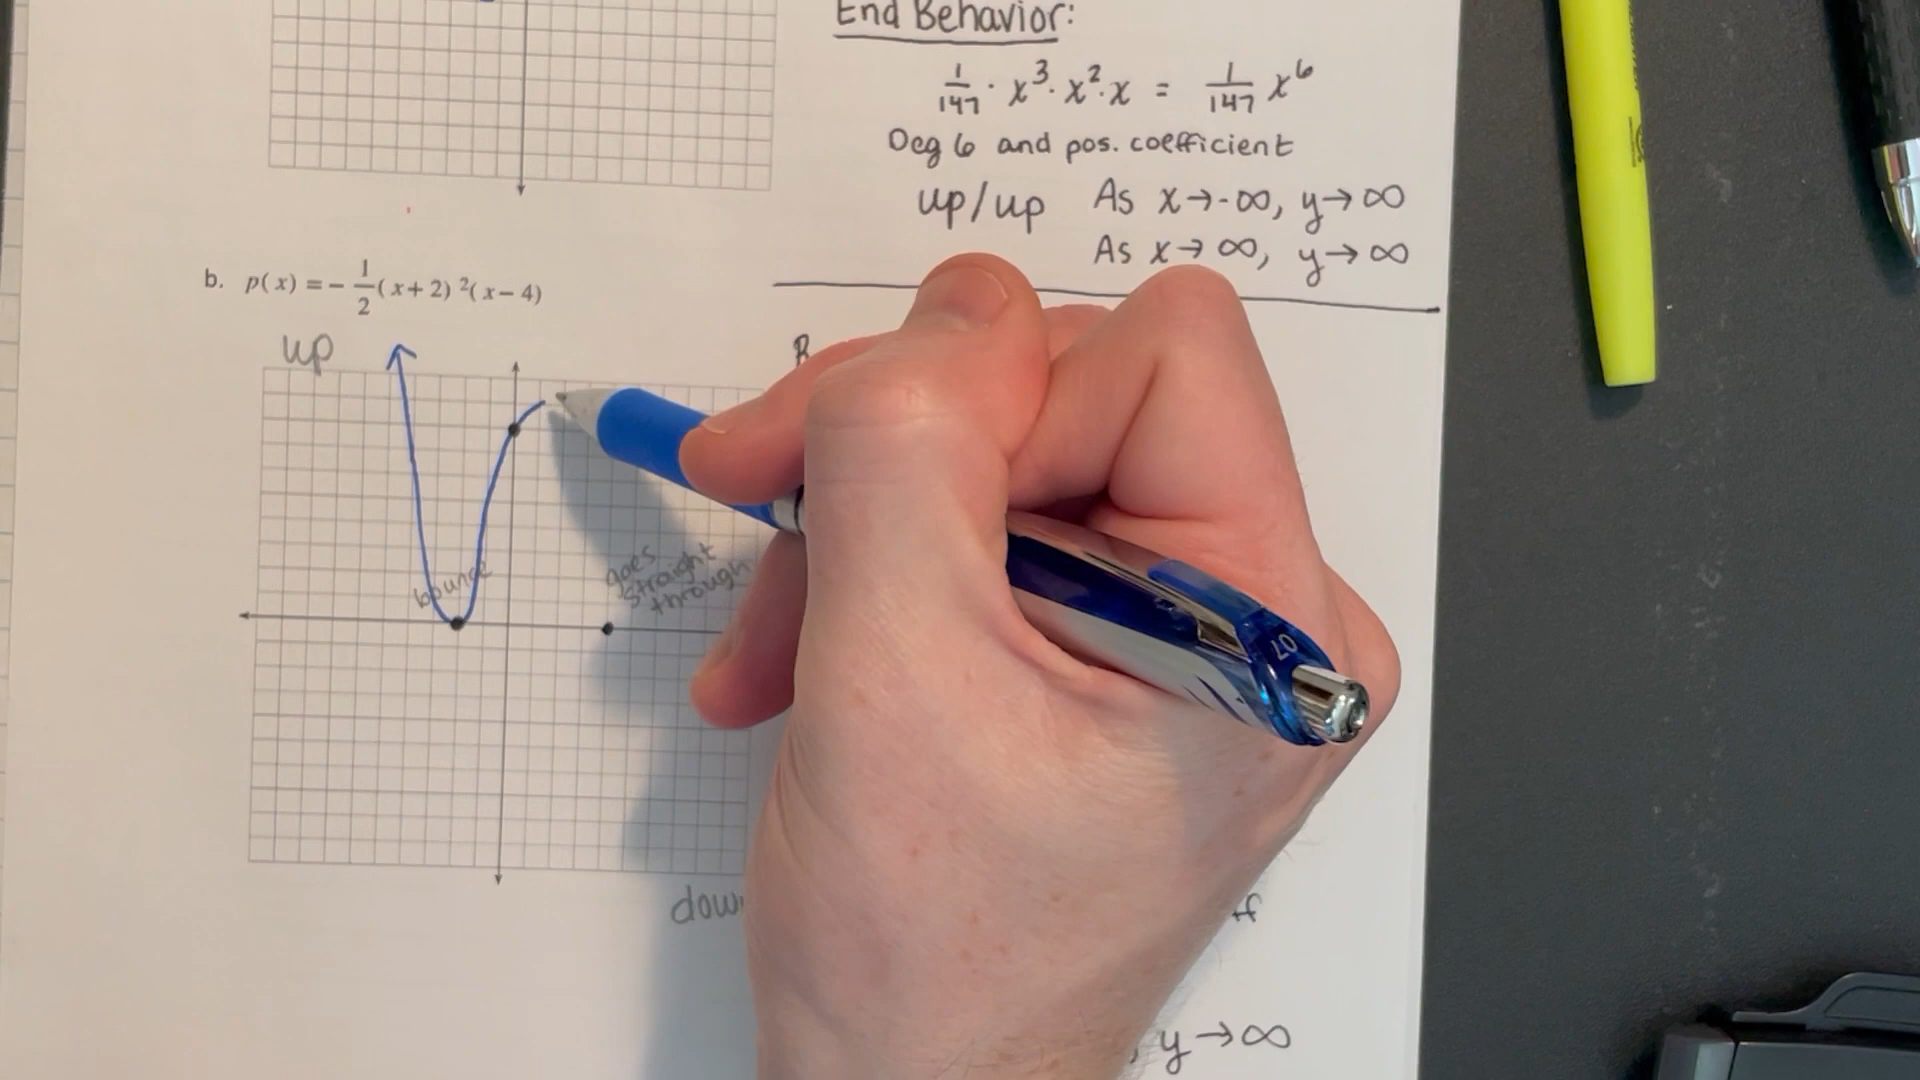 End Behavior:
1/147 · x³ · x² · x = 1/147 x⁶
Deg 6 and pos. coefficient
up/up As x→-∞, y→∞
As x→∞, y→∞
b. p(x) = - 1/2 (x+2)²(x-4)
up
bounce
goes
straight
through
, y→∞
07